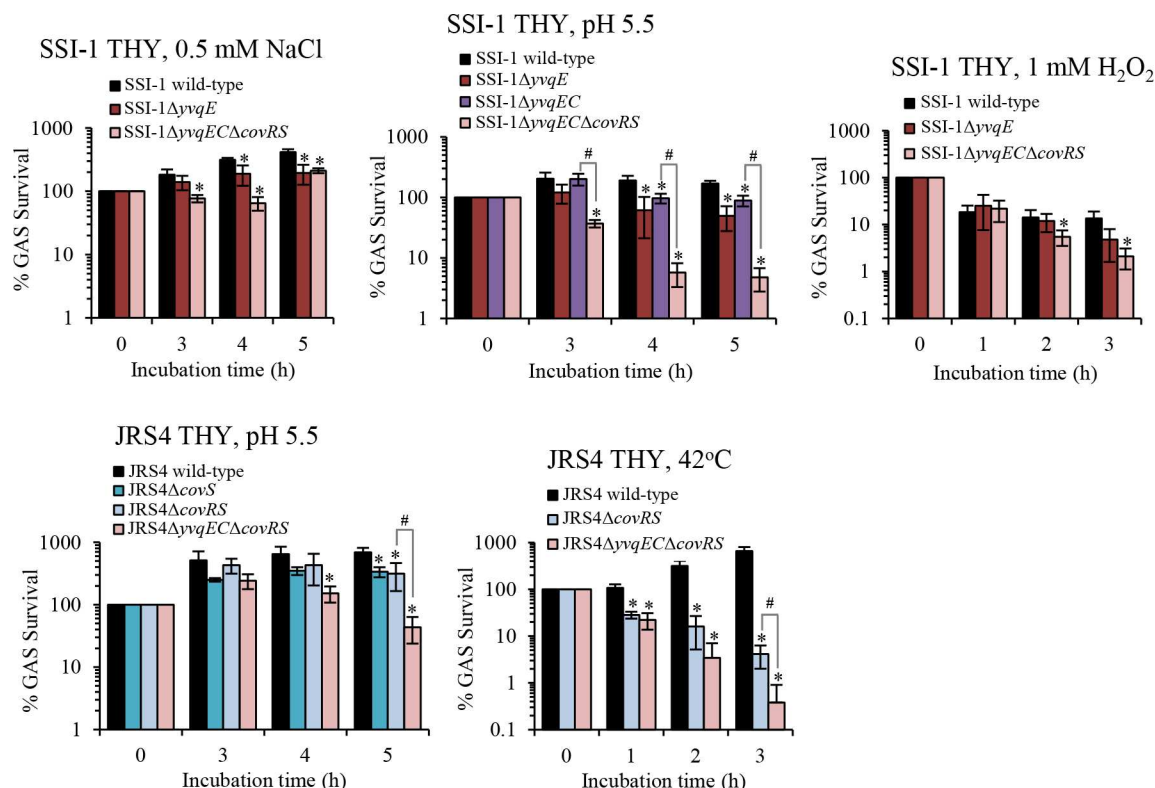 SSI-1 THY, 0.5 mM NaCl
SSI-1 wild-type
SSI-1ΔyvqE
SSI-1ΔyvqECΔcovRS
% GAS Survival
1000
100
10
1
* * * * *
0 3 4 5
Incubation time (h)
SSI-1 THY, pH 5.5
SSI-1 wild-type
SSI-1ΔyvqE
SSI-1ΔyvqEC
SSI-1ΔyvqECΔcovRS
% GAS Survival
1000
100
10
1
# # #
* * * * * * *
0 3 4 5
Incubation time (h)
SSI-1 THY, 1 mM H₂O₂
SSI-1 wild-type
SSI-1ΔyvqE
SSI-1ΔyvqECΔcovRS
% GAS Survival
1000
100
10
1
0.1
* *
0 1 2 3
Incubation time (h)
JRS4 THY, pH 5.5
JRS4 wild-type
JRS4ΔcovS
JRS4ΔcovRS
JRS4ΔyvqECΔcovRS
% GAS Survival
1000
100
10
1
#
* * * *
0 3 4 5
Incubation time (h)
JRS4 THY, 42°C
JRS4 wild-type
JRS4ΔcovRS
JRS4ΔyvqECΔcovRS
% GAS Survival
1000
100
10
1
0.1
#
* * * * * *
0 1 2 3
Incubation time (h)